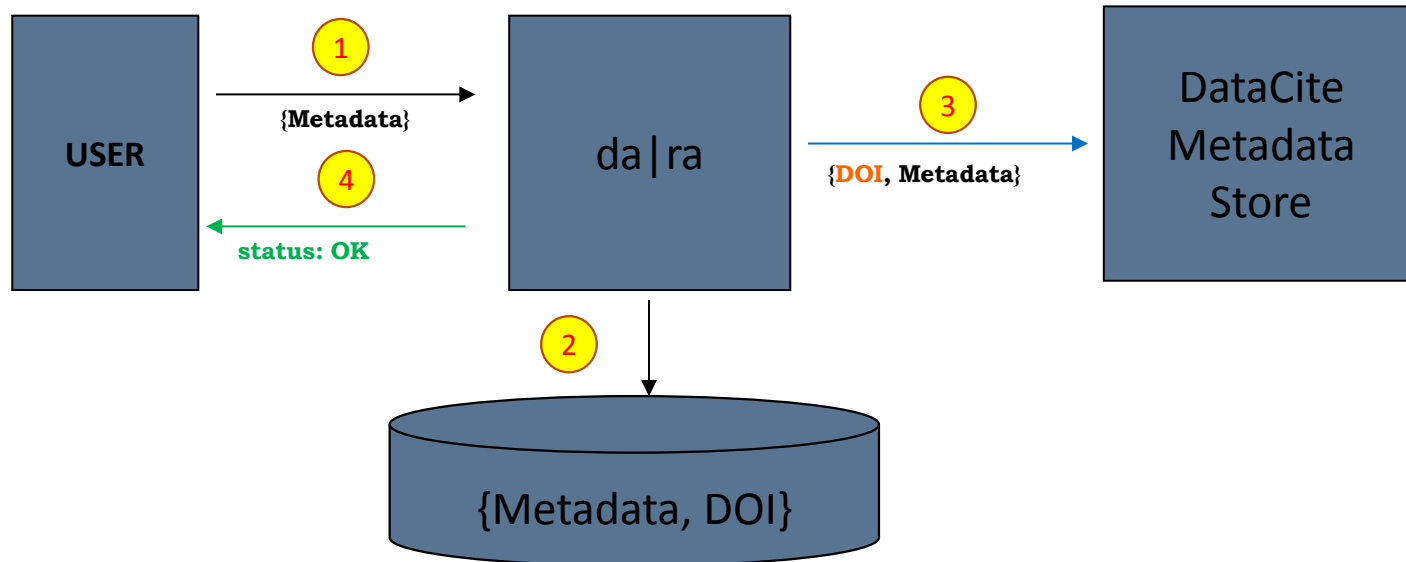 1
{Metadata}
USER
4
status: OK
da|ra
3
{DOI, Metadata}
DataCite
Metadata
Store
2
{Metadata, DOI}